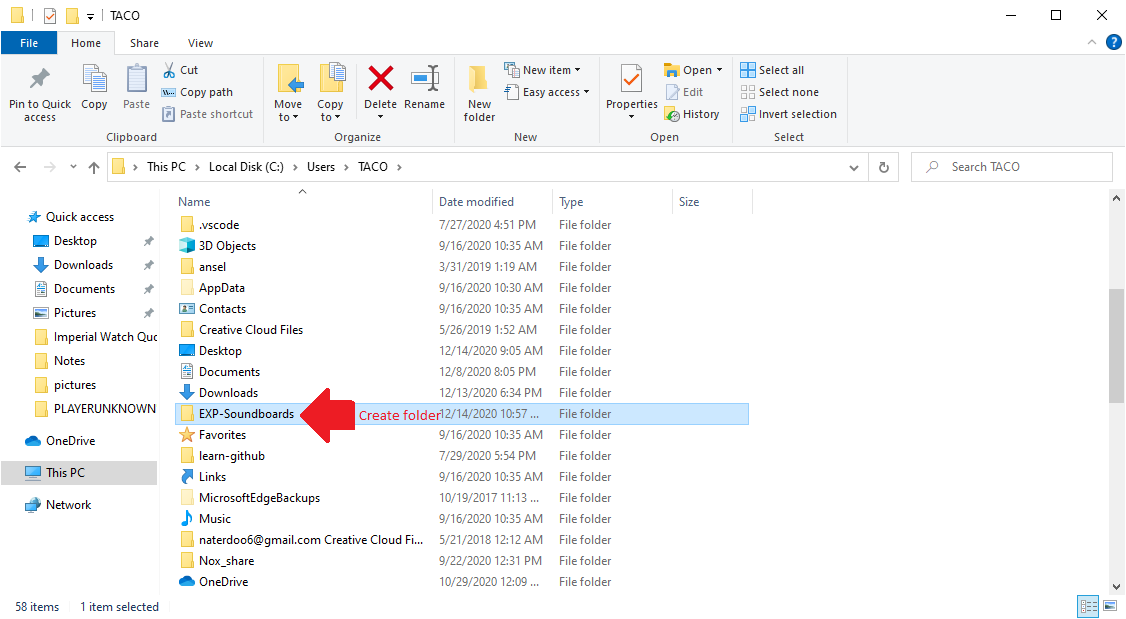 TACO
File Home Share View
Pin to Quick access
Copy
Paste
Cut
Copy path
Paste shortcut
Clipboard
Move to
Copy to
Delete
Rename
Organize
New folder
New item
Easy access
New
Properties
Open
Edit
History
Open
Select all
Select none
Invert selection
Select
This PC > Local Disk (C:) > Users > TACO >
Search TACO
Quick access
Desktop
Downloads
Documents
Pictures
Imperial Watch Quo
Notes
pictures
PLAYERUNKNOWN
OneDrive
This PC
Network
Name Date modified Type Size
.vscode 7/27/2020 4:51 PM File folder
3D Objects 9/16/2020 10:35 AM File folder
ansel 3/31/2019 1:19 AM File folder
AppData 9/16/2020 10:30 AM File folder
Contacts 9/16/2020 10:35 AM File folder
Creative Cloud Files 5/26/2019 1:52 AM File folder
Desktop 12/14/2020 9:05 AM File folder
Documents 12/8/2020 8:05 PM File folder
Downloads 12/13/2020 6:34 PM File folder
EXP-Soundboards Create folder 12/14/2020 10:57 ... File folder
Favorites 9/16/2020 10:35 AM File folder
learn-github 7/29/2020 5:54 PM File folder
Links 9/16/2020 10:35 AM File folder
MicrosoftEdgeBackups 10/19/2017 11:13 ... File folder
Music 9/16/2020 10:35 AM File folder
naterdoo6@gmail.com Creative Cloud Fi... 5/21/2018 12:12 AM File folder
Nox_share 9/22/2020 12:31 PM File folder
OneDrive 10/29/2020 12:09 ... File folder
58 items 1 item selected